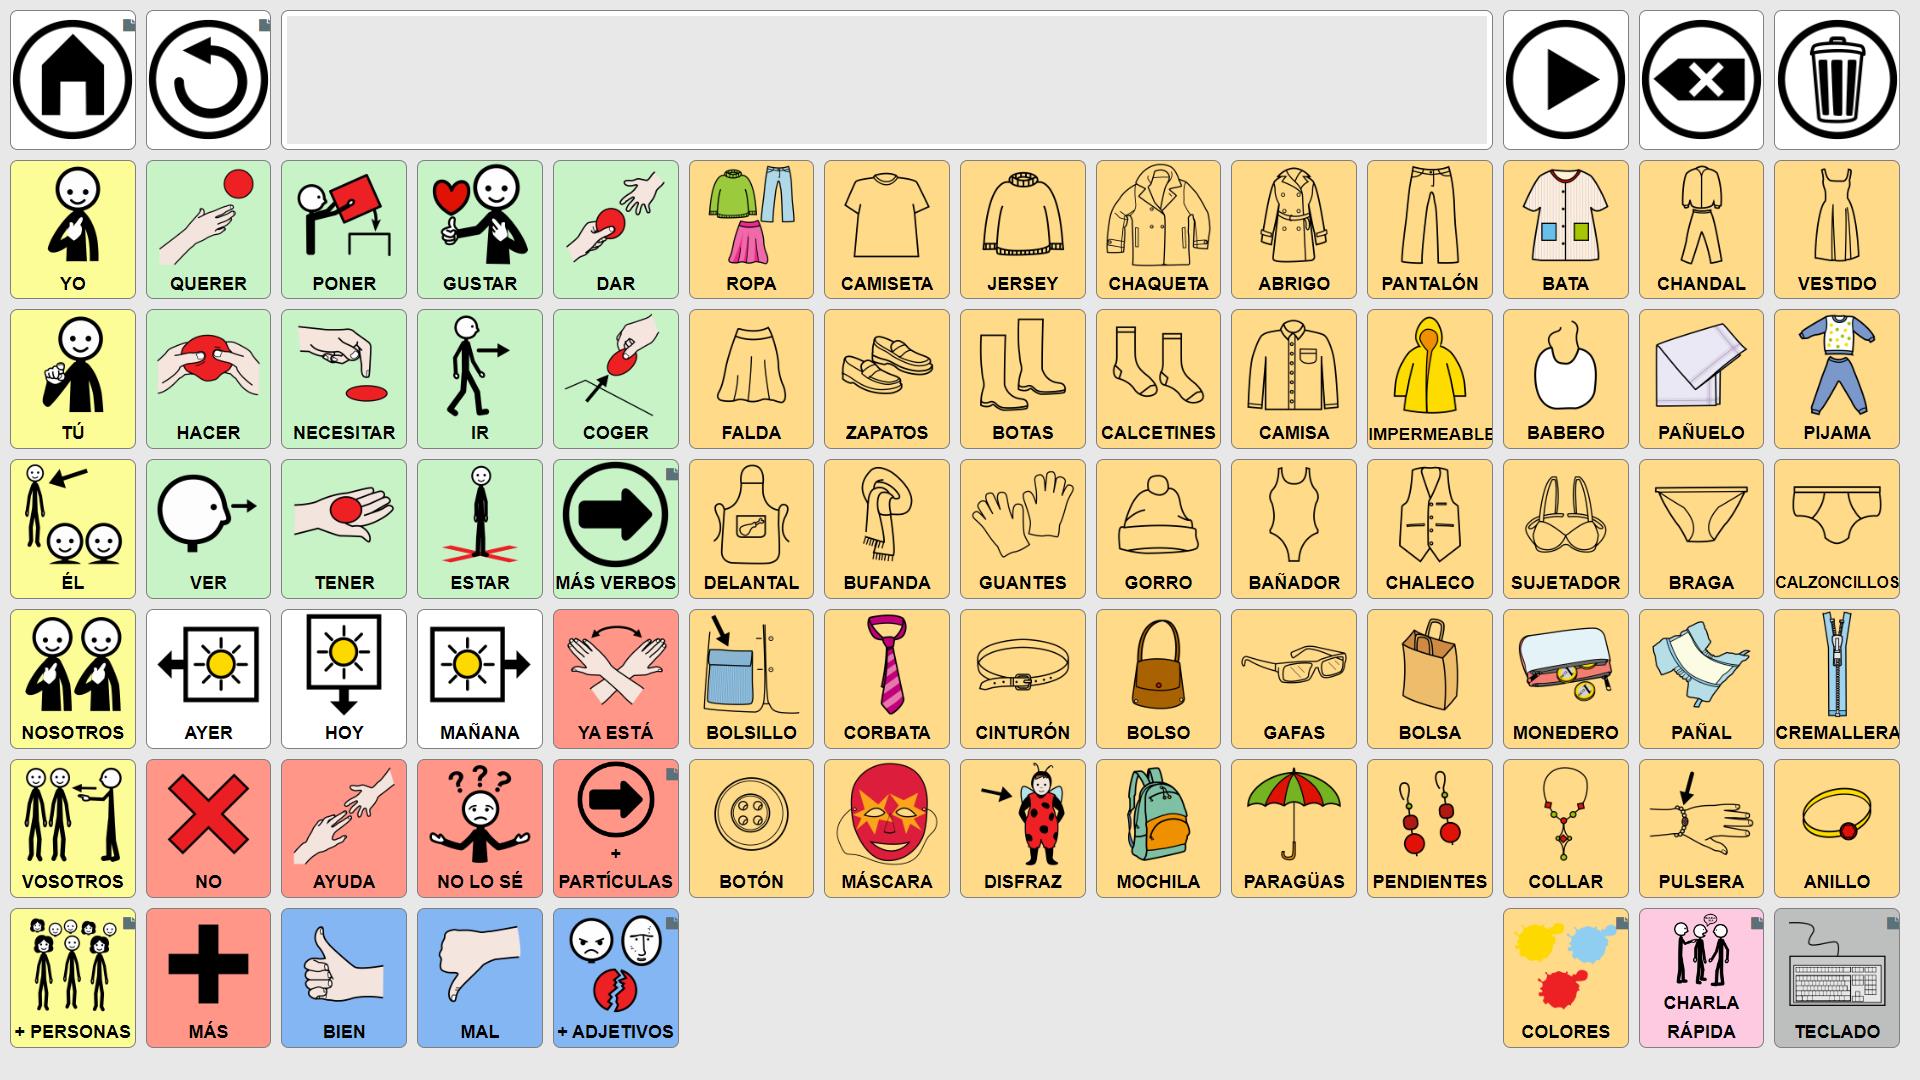 YO
QUERER
PONER
GUSTAR
DAR
ROPA
CAMISETA
JERSEY
CHAQUETA
ABRIGO
PANTALÓN
BATA
CHANDAL
VESTIDO
TÚ
HACER
NECESITAR
IR
COGER
FALDA
ZAPATOS
BOTAS
CALCETINES
CAMISA
IMPERMEABLE
BABERO
PAÑUELO
PIJAMA
ÉL
VER
TENER
ESTAR
MÁS VERBOS
DELANTAL
BUFANDA
GUANTES
GORRO
BAÑADOR
CHALECO
SUJETADOR
BRAGA
CALZONCILLOS
NOSOTROS
AYER
HOY
MAÑANA
YA ESTÁ
BOLSILLO
CORBATA
CINTURÓN
BOLSO
GAFAS
BOLSA
MONEDERO
PAÑAL
CREMALLERA
VOSOTROS
NO
AYUDA
???
NO LO SÉ
+
PARTÍCULAS
BOTÓN
MÁSCARA
DISFRAZ
MOCHILA
PARAGÜAS
PENDIENTES
COLLAR
PULSERA
ANILLO
+ PERSONAS
MÁS
BIEN
MAL
+ ADJETIVOS
COLORES
CHARLA
RÁPIDA
TECLADO